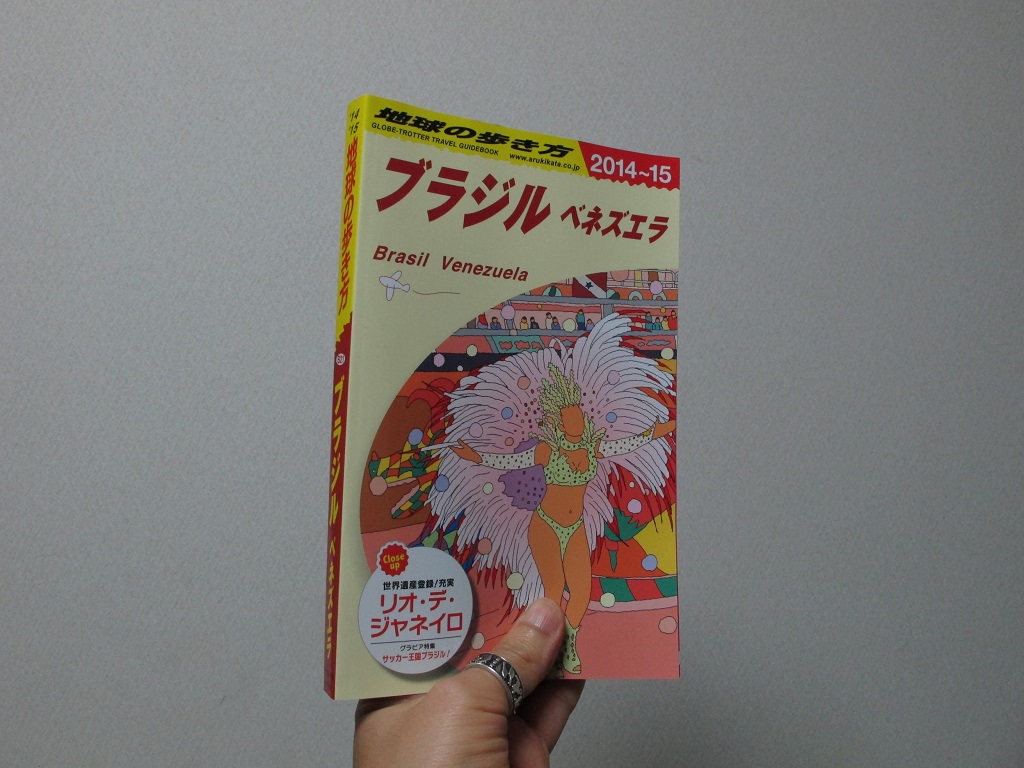 '14
'15
地球の歩き方
B21
ブラジル ベネズエラ
地球の歩き方
GLOBE-TROTTER TRAVEL GUIDEBOOK
www.arukikata.co.jp
2014~15
ブラジル ベネズエラ
Brasil Venezuela
Close up
世界遺産登録!充実
リオ・デ・
ジャネイロ
グラビア特集
サッカー王国ブラジル!